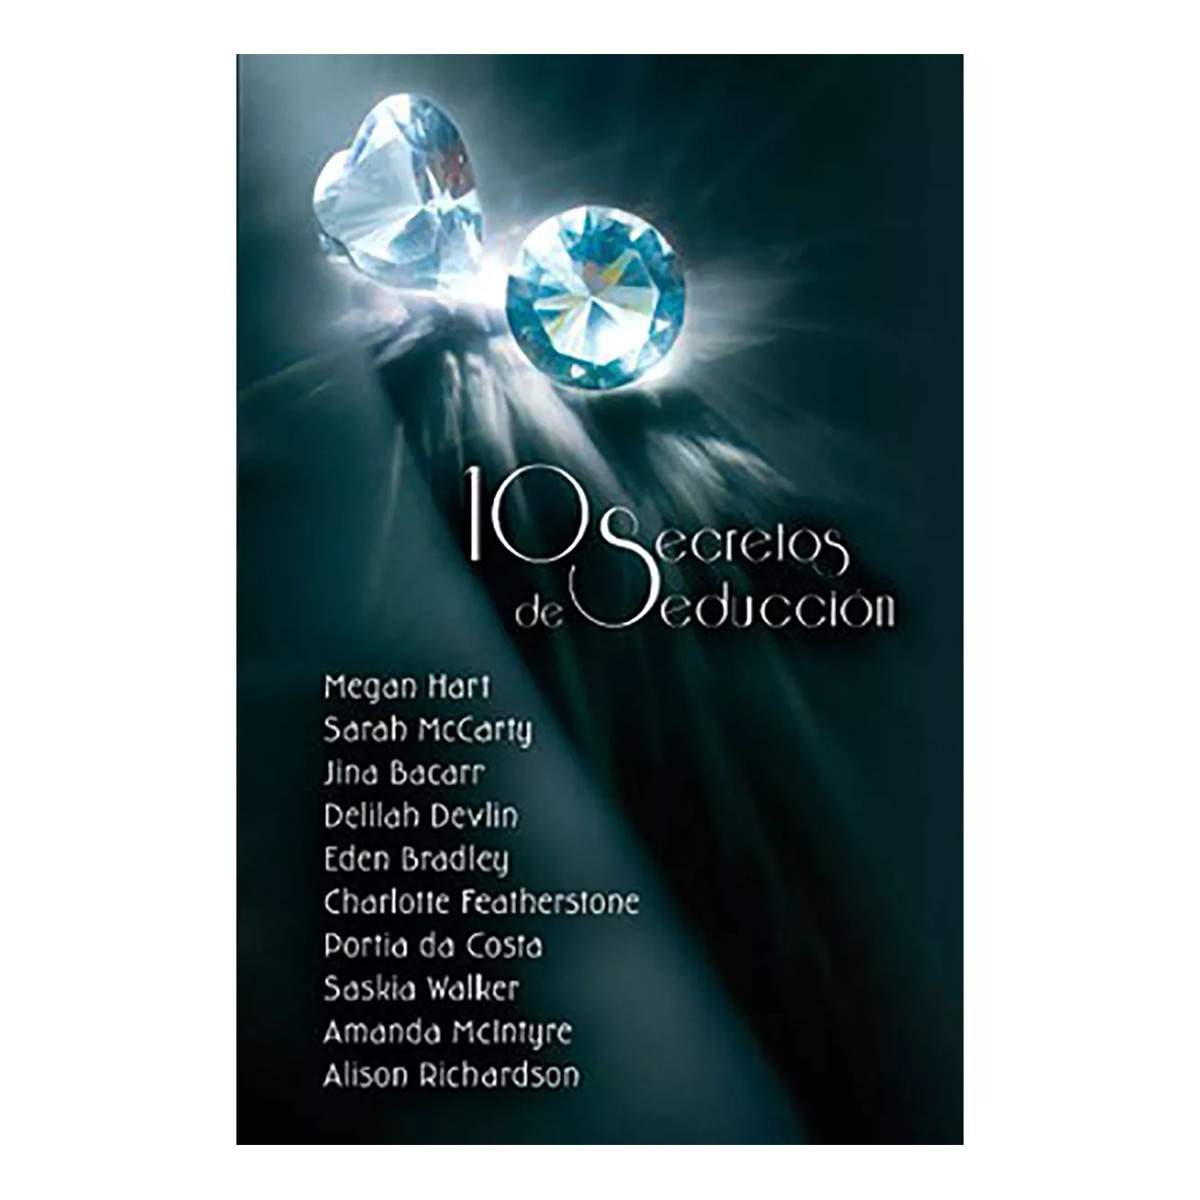 10 Secretos
de Seducción
Megan Hart
Sarah McCarty
Jina Bacarr
Delilah Devlin
Eden Bradley
Charlotte Featherstone
Portia da Costa
Saskia Walker
Amanda McIntyre
Alison Richardson